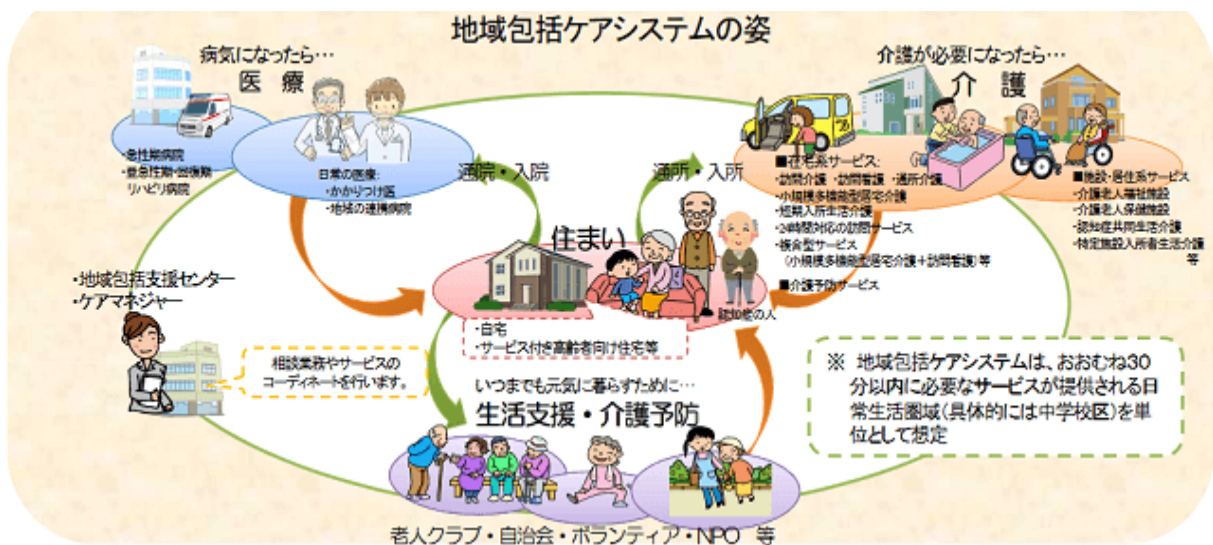 地域包括ケアシステムの姿
病気になったら…
医 療
介護が必要になったら…
介 護
・急性期病院
・亜急性期・回復期
リハビリ病院
日常の医療:
・かかりつけ医
・地域の連携病院
通院・入院
通所・入所
■在宅系サービス:
・訪問介護 ・訪問看護 ・通所介護
・小規模多機能型居宅介護
・短期入所生活介護
・24時間対応の訪問サービス
・複合型サービス
(小規模多機能型居宅介護+訪問看護)等
■介護予防サービス
■施設・居住系サービス
・介護老人福祉施設
・介護老人保健施設
・認知症共同生活介護
・特定施設入所者生活介護
等
住まい
認知症の人
・自宅
・サービス付き高齢者向け住宅等
・地域包括支援センター
・ケアマネジャー
相談業務やサービスの
コーディネートを行います。
いつまでも元気に暮らすために…
生活支援・介護予防
老人クラブ・自治会・ボランティア・NPO 等
※ 地域包括ケアシステムは、おおむね30
分以内に必要なサービスが提供される日
常生活圏域(具体的には中学校区)を単
位として想定